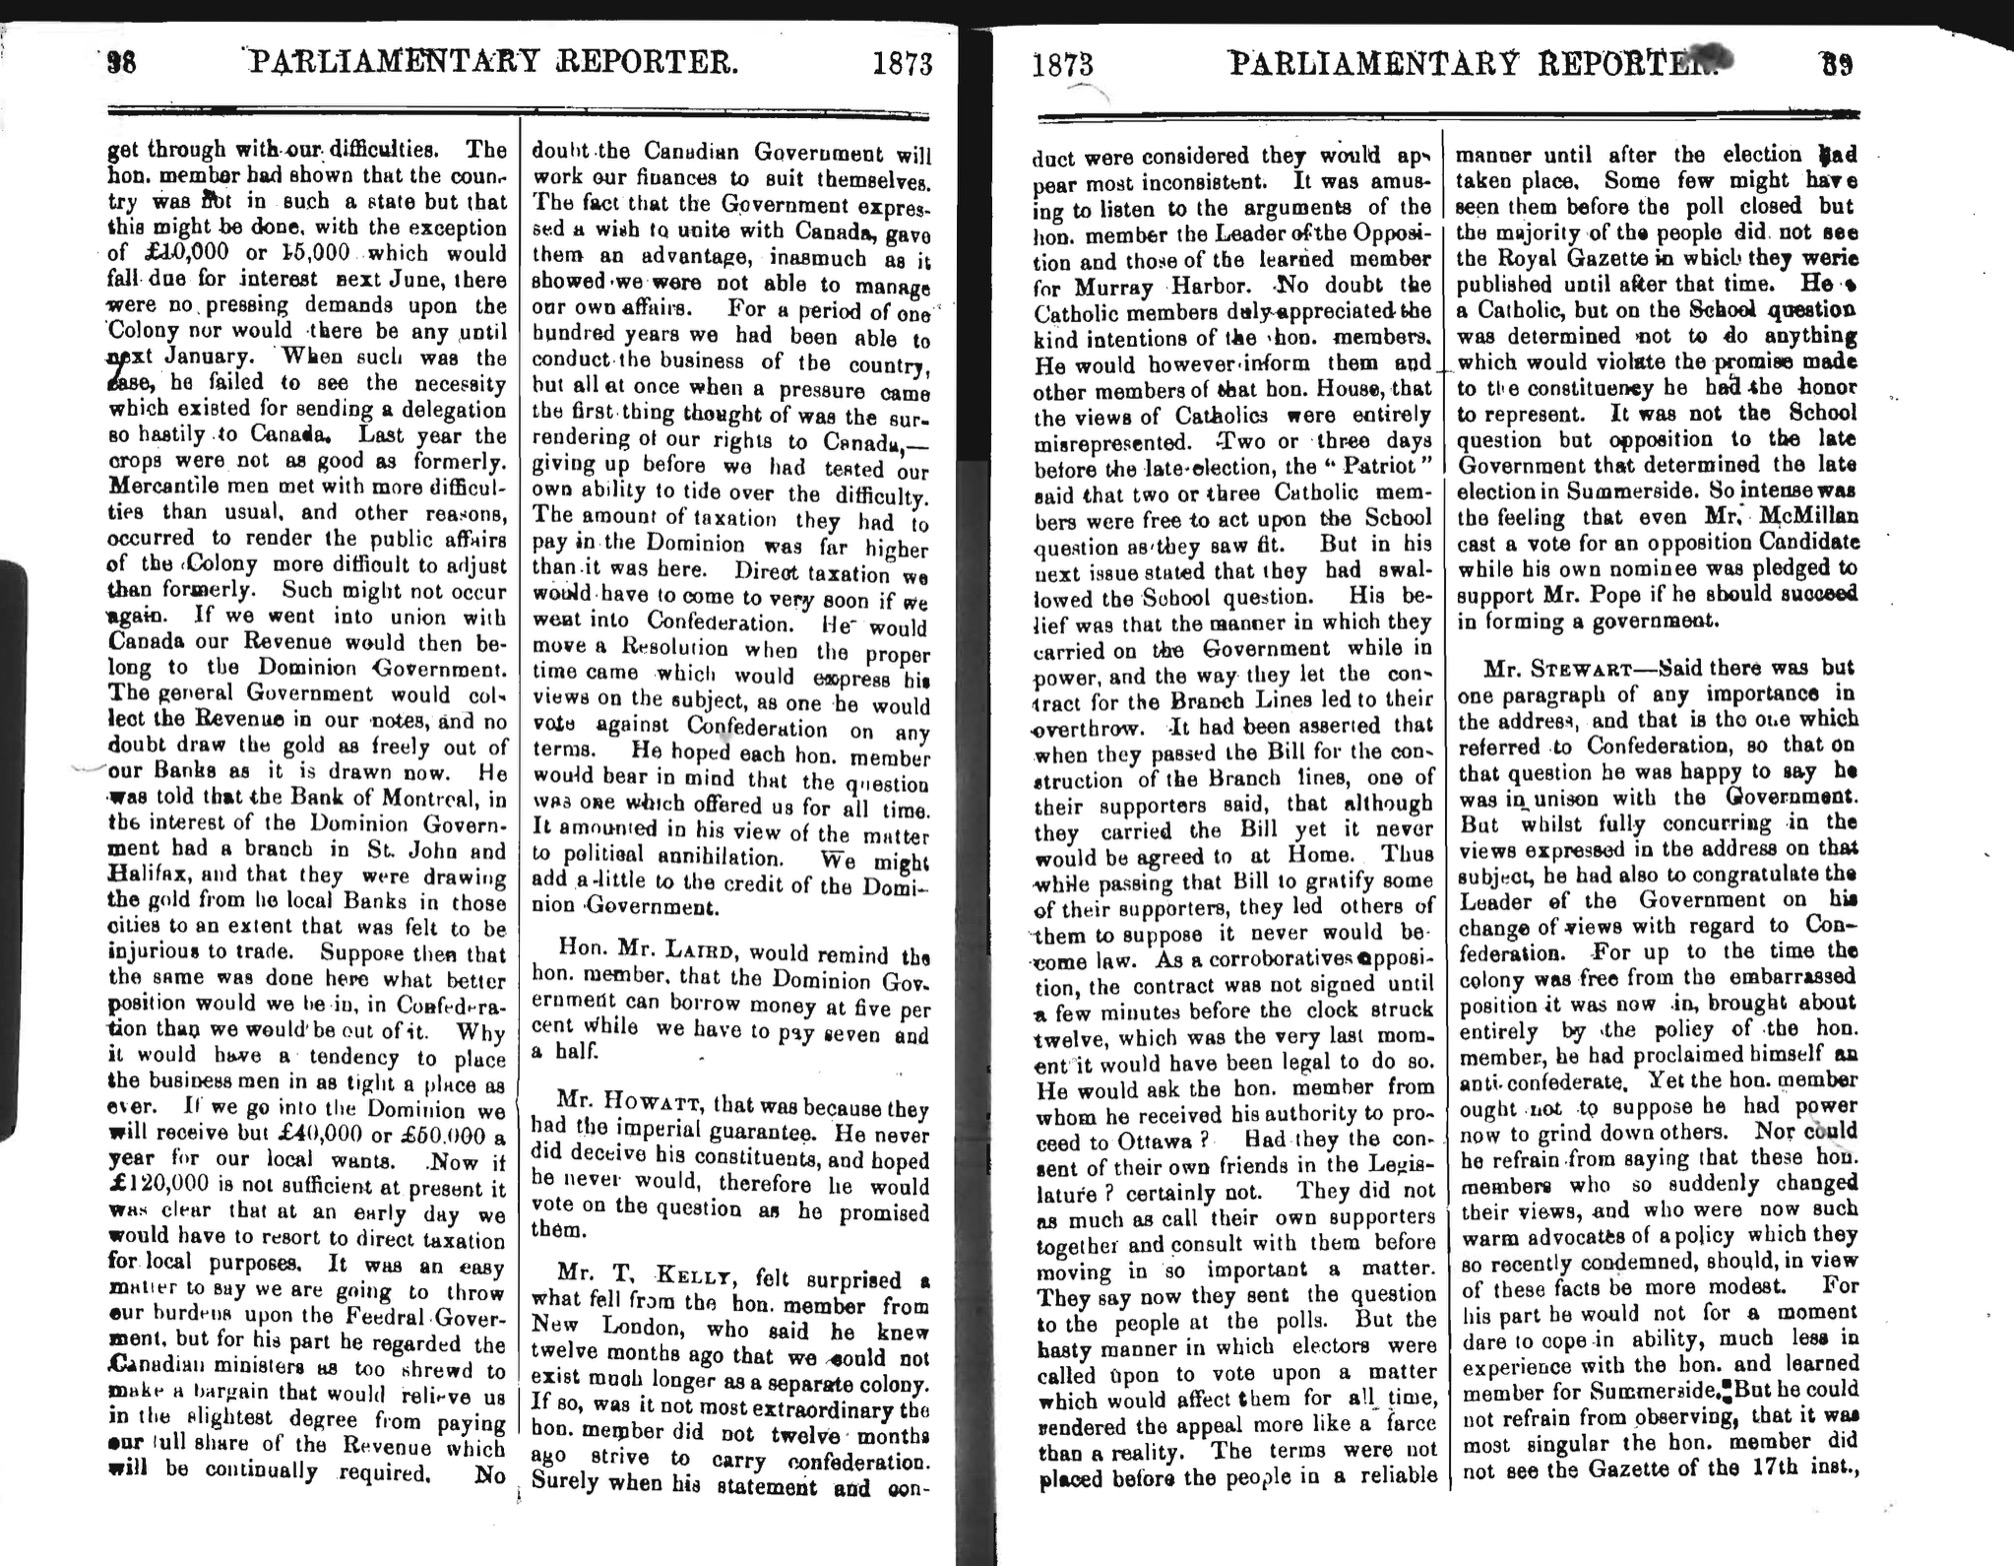 98 PARLIAMENTARY REPORTER. 1873
get through with our difficulties. The
hon. member had shown that the coun-
try was not in such a state but that
this might be done, with the exception
of £10,000 or 15,000 which would
fall due for interest next June, there
were no pressing demands upon the
Colony nor would there be any until
next January. When such was the
case, he failed to see the necessity
which existed for sending a delegation
so hastily to Canada. Last year the
crops were not as good as formerly.
Mercantile men met with more difficul-
ties than usual, and other reasons,
occurred to render the public affairs
of the Colony more difficult to adjust
than formerly. Such might not occur
again. If we went into union with
Canada our Revenue would then be-
long to the Dominion Government.
The general Government would col-
lect the Revenue in our notes, and no
doubt draw the gold as freely out of
our Banks as it is drawn now. He
was told that the Bank of Montreal, in
the interest of the Dominion Govern-
ment had a branch in St. John and
Halifax, and that they were drawing
the gold from he local Banks in those
cities to an extent that was felt to be
injurious to trade. Suppose then that
the same was done here what better
position would we be in, in Confedera-
tion than we would be out of it. Why
it would have a tendency to place
the business men in as tight a place as
ever. If we go into the Dominion we
will receive but £40,000 or £50.000 a
year for our local wants. Now if
£120,000 is not sufficient at present it
was clear that at an early day we
would have to resort to direct taxation
for local purposes. It was an easy
matter to say we are going to throw
our burdens upon the Feedral Gover-
ment, but for his part he regarded the
Canadian ministers as too shrewd to
make a bargain that would relieve us
in the slightest degree from paying
our full share of the Revenue which
will be continually required. No
doubt the Canadian Government will
work our finances to suit themselves.
The fact that the Government expres-
sed a wish to unite with Canada, gave
them an advantage, inasmuch as it
showed we were not able to manage
our own affairs. For a period of one
hundred years we had been able to
conduct the business of the country,
but all at once when a pressure came
the first thing thought of was the sur-
rendering of our rights to Canada,—
giving up before we had tested our
own ability to tide over the difficulty.
The amount of taxation they had to
pay in the Dominion was far higher
than it was here. Direct taxation we
would have to come to very soon if we
went into Confederation. He would
move a Resolution when the proper
time came which would express his
views on the subject, as one he would
vote against Confederation on any
terms. He hoped each hon. member
would bear in mind that the question
was one which offered us for all time.
It amounted in his view of the matter
to political annihilation. We might
add a little to the credit of the Domi-
nion Government.
Hon. Mr. LAIRD, would remind the
hon. member, that the Dominion Gov-
ernment can borrow money at five per
cent while we have to pay seven and
a half.
Mr. HOWATT, that was because they
had the imperial guarantee. He never
did deceive his constituents, and hoped
he never would, therefore he would
vote on the question as he promised
them.
Mr. T. KELLY, felt surprised a
what fell from the hon. member from
New London, who said he knew
twelve months ago that we could not
exist much longer as a separate colony.
If so, was it not most extraordinary the
hon. member did not twelve months
ago strive to carry confederation.
Surely when his statement and con-
1873 PARLIAMENTARY REPORTER. 89
duct were considered they would ap-
pear most inconsistent. It was amus-
ing to listen to the arguments of the
hon. member the Leader of the Opposi-
tion and those of the learned member
for Murray Harbor. No doubt the
Catholic members duly appreciated the
kind intentions of the hon. members.
He would however inform them and
other members of that hon. House, that
the views of Catholics were entirely
misrepresented. Two or three days
before the late election, the "Patriot"
said that two or three Catholic mem-
bers were free to act upon the School
question as they saw fit. But in his
next issue stated that they had swal-
lowed the School question. His be-
lief was that the manner in which they
carried on the Government while in
power, and the way they let the con-
tract for the Branch Lines led to their
overthrow. It had been asserted that
when they passed the Bill for the con-
struction of the Branch lines, one of
their supporters said, that although
they carried the Bill yet it never
would be agreed to at Home. Thus
while passing that Bill to gratify some
of their supporters, they led others of
them to suppose it never would be-
come law. As a corroboratives opposi-
tion, the contract was not signed until
a few minutes before the clock struck
twelve, which was the very last mom-
ent it would have been legal to do so.
He would ask the hon. member from
whom he received his authority to pro-
ceed to Ottawa ? Had they the con-
sent of their own friends in the Legis-
lature ? certainly not. They did not
as much as call their own supporters
together and consult with them before
moving in so important a matter.
They say now they sent the question
to the people at the polls. But the
hasty manner in which electors were
called upon to vote upon a matter
which would affect them for all time,
rendered the appeal more like a farce
than a reality. The terms were not
placed before the people in a reliable
manner until after the election had
taken place. Some few might have
seen them before the poll closed but
the majority of the people did not see
the Royal Gazette in which they werie
published until after that time. He
a Catholic, but on the School question
was determined not to do anything
which would violate the promise made
to the constituency he had the honor
to represent. It was not the School
question but opposition to the late
Government that determined the late
election in Summerside. So intense was
the feeling that even Mr. McMillan
cast a vote for an opposition Candidate
while his own nominee was pledged to
support Mr. Pope if he should succeed
in forming a government.
Mr. STEWART—Said there was but
one paragraph of any importance in
the address, and that is the one which
referred to Confederation, so that on
that question he was happy to say he
was in unison with the Government.
But whilst fully concurring in the
views expressed in the address on that
subject, he had also to congratulate the
Leader of the Government on his
change of views with regard to Con-
federation. For up to the time the
colony was free from the embarrassed
position it was now in, brought about
entirely by the policy of the hon.
member, he had proclaimed himself an
anti-confederate. Yet the hon. member
ought not to suppose he had power
now to grind down others. Nor could
he refrain from saying that these hon.
members who so suddenly changed
their views, and who were now such
warm advocates of a policy which they
so recently condemned, should, in view
of these facts be more modest. For
his part he would not for a moment
dare to cope in ability, much less in
experience with the hon. and learned
member for Summerside. But he could
not refrain from observing, that it was
most singular the hon. member did
not see the Gazette of the 17th inst.,